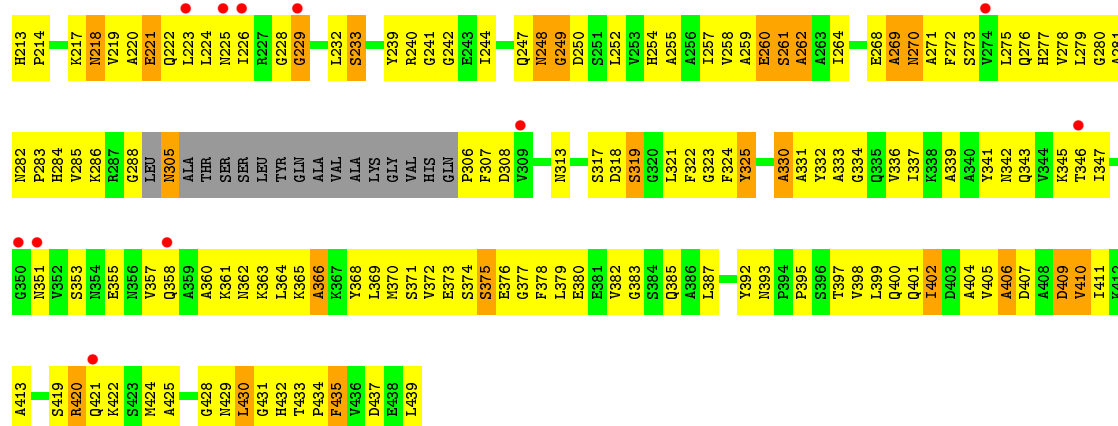 H213 P214 K217 N218 V219 A220 E221 Q222 L223 L224 N225 I226 R227 G228 G229 L232 S233 Y239 R240 G241 G242 E243 I244 Q247 N248 G249 D250 S251 L252 V253 H254 A255 A256 I257 V258 A259 E260 S261 A262 A263 I264 E268 A269 N270 A271 F272 S273 V274 L275 Q276 H277 V278 L279 G280 A281
N282 P283 H284 V285 K286 R287 G288 LEU N305 ALA THR SER SER LEU TYR GLN ALA VAL ALA LYS GLY VAL HIS GLN P306 F307 D308 V309 N313 S317 D318 S319 G320 L321 F322 G323 F324 Y325 A330 A331 Y332 A333 G334 Q335 V336 I337 K338 A339 A340 Y341 N342 Q343 V344 K345 T346 I347
G350 N351 V352 S353 N354 E355 N356 V357 Q358 A359 A360 K361 N362 K363 L364 K365 A366 K367 Y368 L369 M370 S371 V372 E373 S374 S375 E376 G377 F378 L379 E380 E381 V382 G383 S384 Q385 A386 L387 Y392 N393 P394 P395 S396 T397 V398 L399 Q400 Q401 I402 D403 A404 V405 A406 D407 A408 D409 V410 I411 K412
A413 S419 R420 Q421 K422 S423 M424 A425 G428 N429 L430 G431 H432 T433 P434 F435 V436 D437 E438 L439